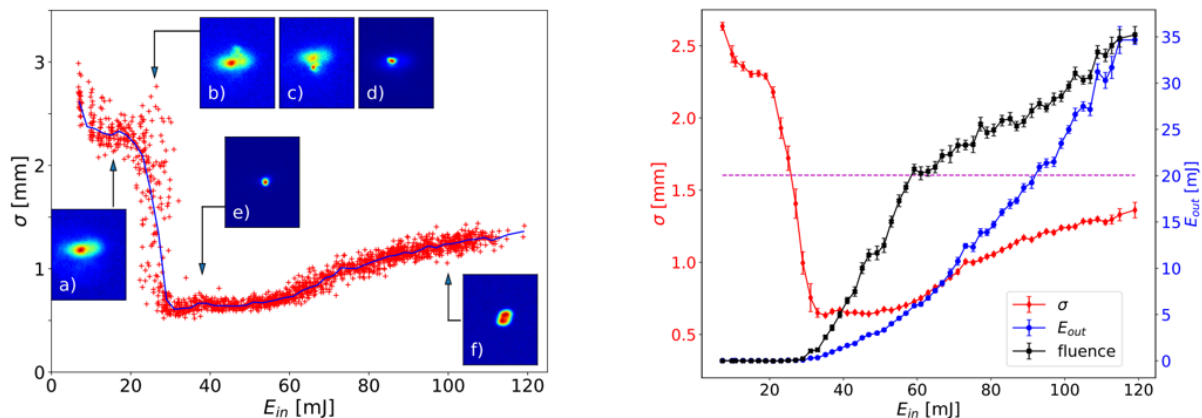 3
2
1
0
σ [mm]
0 20 40 60 80 100 120
E_in [mJ]
a)
b)
c)
d)
e)
f)
2.5
2.0
1.5
1.0
0.5
σ [mm]
20 40 60 80 100 120
E_in [mJ]
35
30
25
20
15
10
5
0
E_out [mJ]
σ
E_out
fluence